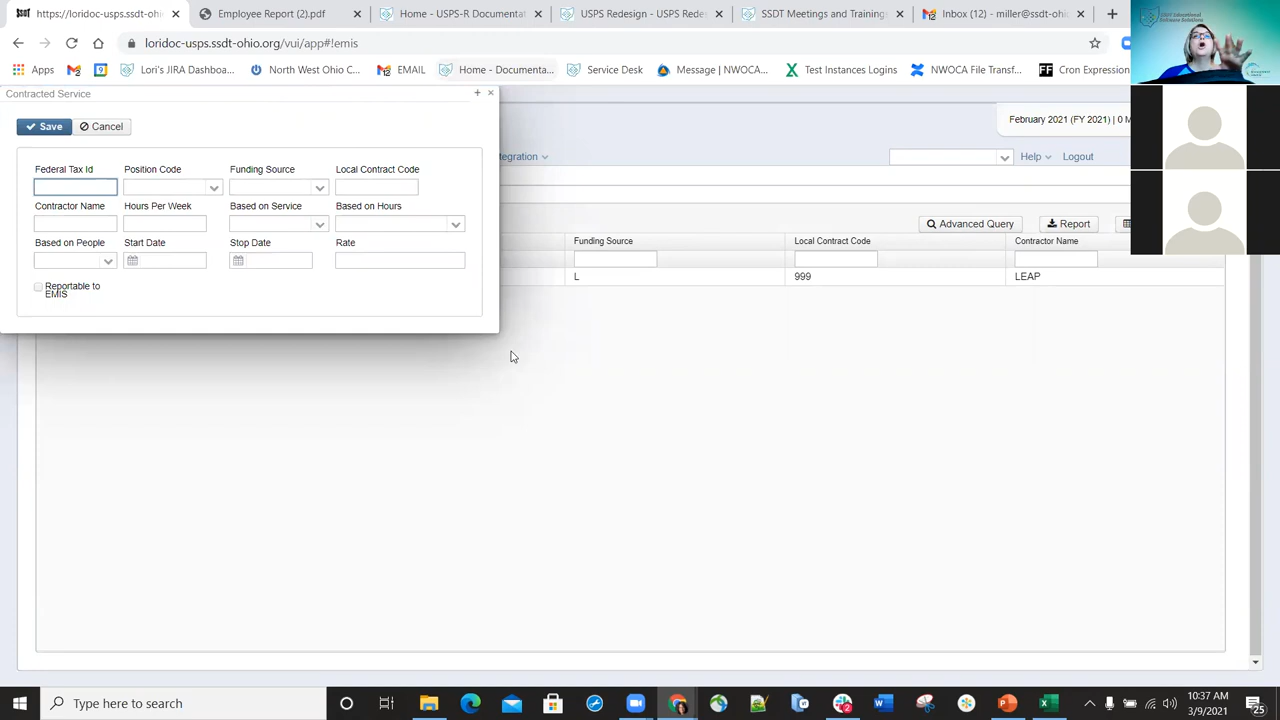 https://loridoc-usps.ssdt-ohio.org
Employee Report (2).pdf
Home - USPS-Documentat
USPS Redesign - USPS Rede
SSDT Meetings and Trainings
Inbox (12) - miller@ssdt-oh
loridoc-usps.ssdt-ohio.org/vui/app#!emis
Apps
Lori's JIRA Dashboa...
North West Ohio C...
EMAIL
Home - Documenta...
Service Desk
Message (NWOCA...
Test Instances Logins
NWOCA File Transf...
Cron Expression
Contracted Service
February 2021 (FY 2021) | 0 M
Save
Cancel
tegration
Help
Logout
Federal Tax Id
Position Code
Funding Source
Local Contract Code
Contractor Name
Hours Per Week
Based on Service
Based on Hours
Advanced Query
Report
Based on People
Start Date
Stop Date
Rate
Funding Source
Local Contract Code
Contractor Name
L
999
LEAP
Reportable to
EMIS
Type here to search
10:37 AM
3/9/2021
25